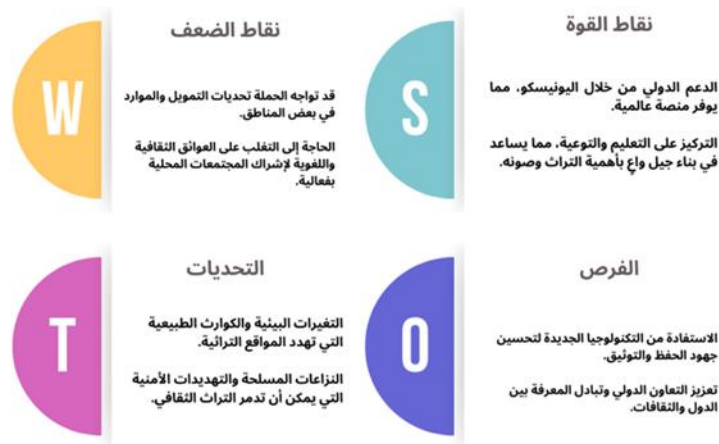 نقاط القوة
S
الدعم الدولي من خلال اليونيسكو، مما
يوفر منصة عالمية.
التركيز على التعليم والتوعية، مما يساعد
في بناء جيل واعٍ بأهمية التراث وصونه.
نقاط الضعف
W
قد تواجه الحملة تحديات التمويل والموارد
في بعض المناطق.
الحاجة إلى التغلب على العوائق الثقافية
واللغوية لإشراك المجتمعات المحلية
بفعالية.
الفرص
O
الاستفادة من التكنولوجيا الجديدة لتحسين
جهود الحفظ والتوثيق.
تعزيز التعاون الدولي وتبادل المعرفة بين
الدول والثقافات.
التحديات
T
التغيرات البيئية والكوارث الطبيعية
التي تهدد المواقع التراثية.
النزاعات المسلحة والتهديدات الأمنية
التي يمكن أن تدمر التراث الثقافي.